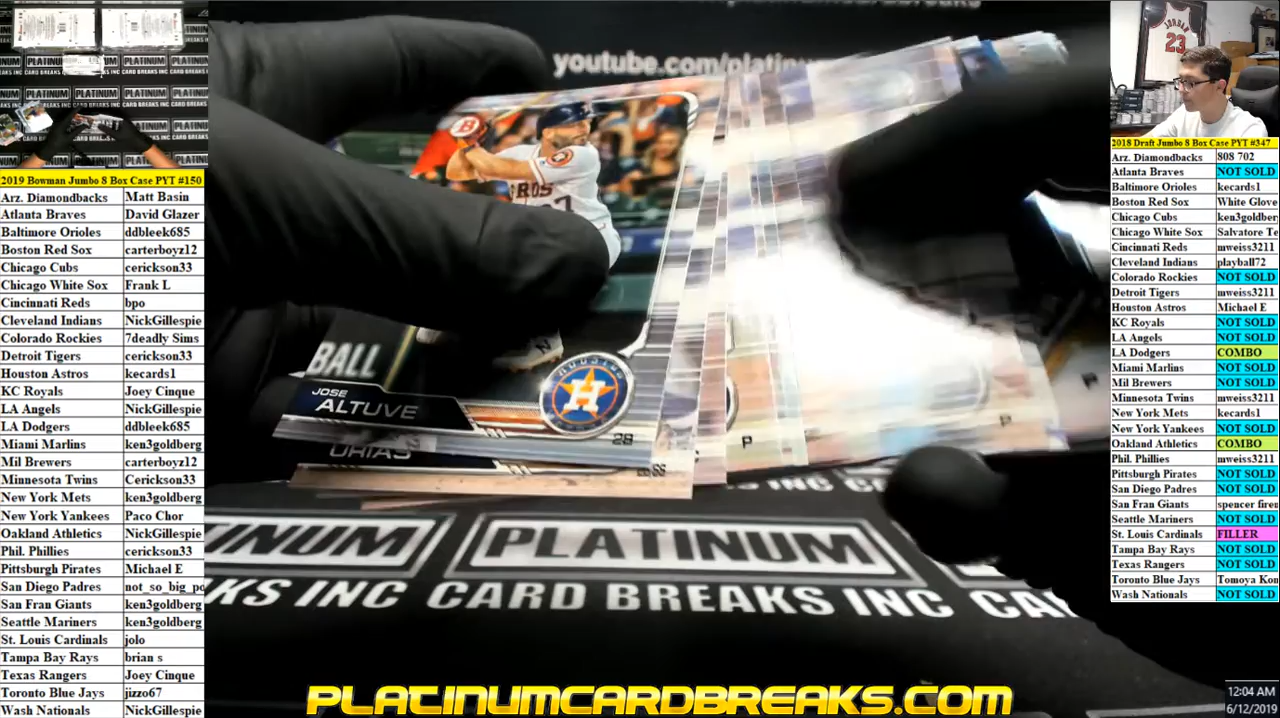 youtube.com/platinu
JORDAN
23
2019 Bowman Jumbo 8 Box Case PYT #150
Arz. Diamondbacks Matt Basin
Atlanta Braves David Glazer
Baltimore Orioles ddbleek685
Boston Red Sox carterboyz12
Chicago Cubs cerickson33
Chicago White Sox Frank L
Cincinnati Reds bpo
Cleveland Indians NickGillespie
Colorado Rockies 7deadly Sims
Detroit Tigers cerickson33
Houston Astros kecards1
KC Royals Joey Cinque
LA Angels NickGillespie
LA Dodgers ddbleek685
Miami Marlins ken3goldberg
Mil Brewers carterboyz12
Minnesota Twins Cerickson33
New York Mets ken3goldberg
New York Yankees Paco Chor
Oakland Athletics NickGillespie
Phil. Phillies cerickson33
Pittsburgh Pirates Michael E
San Diego Padres not_so_big_po
San Fran Giants ken3goldberg
Seattle Mariners ken3goldberg
St. Louis Cardinals jolo
Tampa Bay Rays brian s
Texas Rangers Joey Cinque
Toronto Blue Jays jizzo67
Wash Nationals NickGillespie
BALL
JOSE
ALTUVE
H
28
URIAS
P
P
PLATINUM
CARD BREAKS INC
PLATINUMCARDBREAKS.COM
2018 Draft Jumbo 8 Box Case PYT #347
Arz. Diamondbacks 808 702
Atlanta Braves NOT SOLD
Baltimore Orioles kecards1
Boston Red Sox White Glove
Chicago Cubs ken3goldber
Chicago White Sox Salvatore Te
Cincinnati Reds mweiss3211
Cleveland Indians playball72
Colorado Rockies NOT SOLD
Detroit Tigers mweiss3211
Houston Astros Michael E
KC Royals NOT SOLD
LA Angels NOT SOLD
LA Dodgers COMBO
Miami Marlins NOT SOLD
Mil Brewers NOT SOLD
Minnesota Twins mweiss3211
New York Mets kecards1
New York Yankees NOT SOLD
Oakland Athletics COMBO
Phil. Phillies mweiss3211
Pittsburgh Pirates NOT SOLD
San Diego Padres NOT SOLD
San Fran Giants spencer firen
Seattle Mariners NOT SOLD
St. Louis Cardinals FILLER
Tampa Bay Rays NOT SOLD
Texas Rangers NOT SOLD
Toronto Blue Jays Tomoya Kon
Wash Nationals NOT SOLD
12:04 AM
6/12/2019